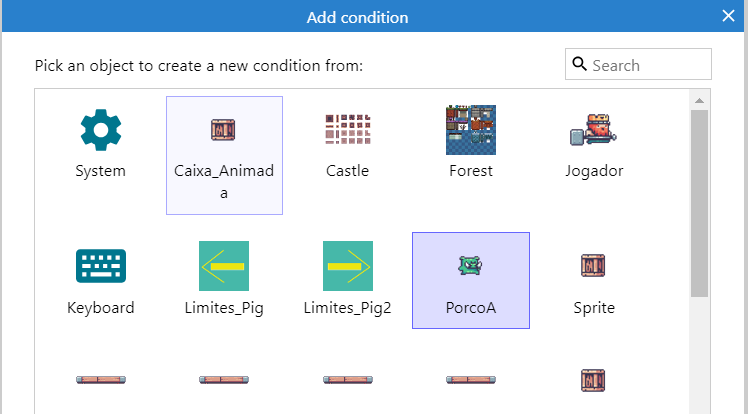 Add condition
Pick an object to create a new condition from:
Search
System
Caixa_Animad
a
Castle
Forest
Jogador
Keyboard
Limites_Pig
Limites_Pig2
PorcoA
Sprite